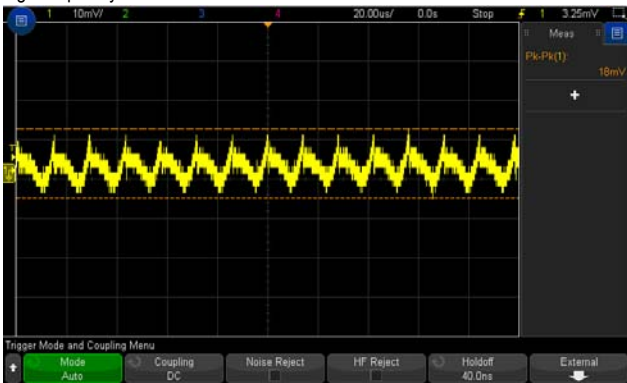 1 10mV/ 2 3 4 20.00us/ 0.0s Stop 1 3.25mV
Meas
Pk-Pk(1):
18mV
+
T
Trigger Mode and Coupling Menu
Mode Coupling Noise Reject HF Reject Holdoff External
Auto DC 40.0ns